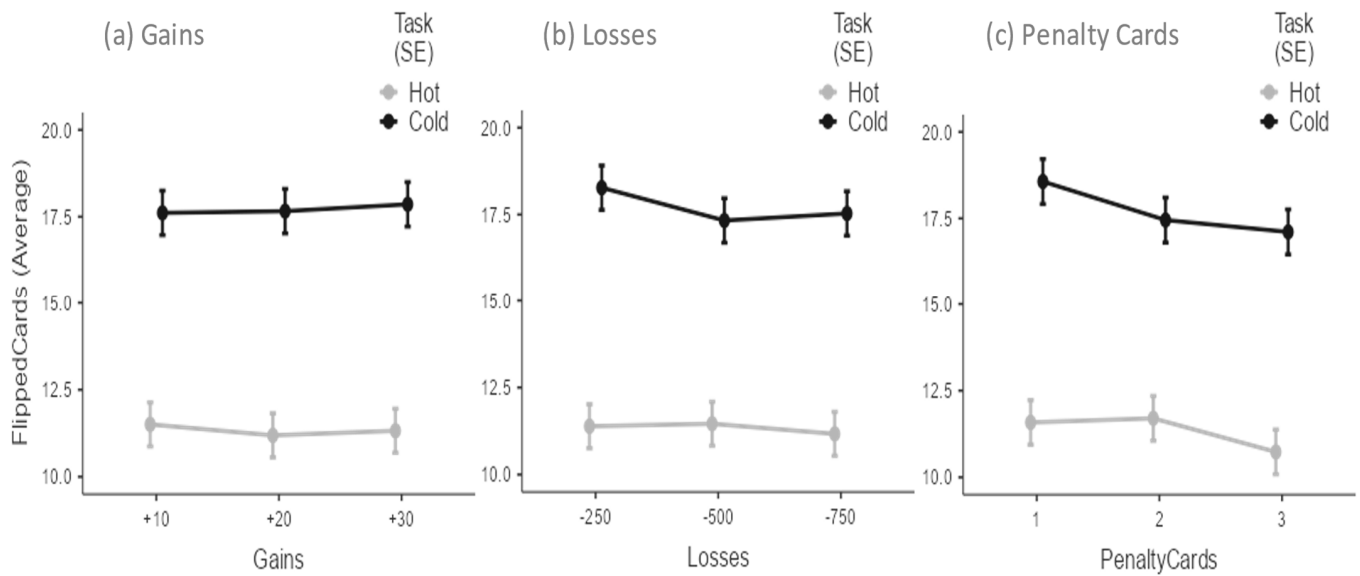 (a) Gains
Task
(SE)
Hot
Cold
FlippedCards (Average)
20.0
17.5
15.0
12.5
10.0
+10
+20
+30
Gains
(b) Losses
Task
(SE)
Hot
Cold
20.0
17.5
15.0
12.5
10.0
-250
-500
-750
Losses
(c) Penalty Cards
Task
(SE)
Hot
Cold
20.0
17.5
15.0
12.5
10.0
1
2
3
PenaltyCards